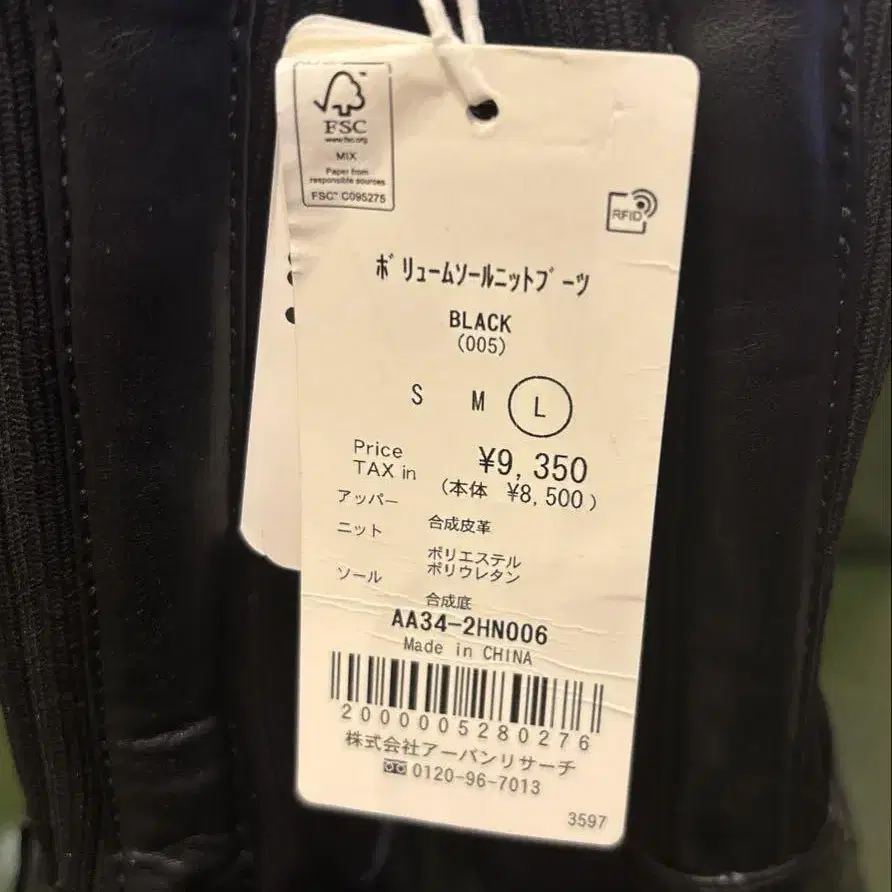 FSC
www.fsc.org
MIX
Paper from
responsible sources
FSC™ C095275
RFID
ﾎﾞﾘｭｰﾑｿｰﾙﾆｯﾄﾌﾞｰﾂ
BLACK
(005)
S M L
Price
TAX in ¥9,350
(本体 ¥8,500)
アッパー
合成皮革
ニット
ポリエステル
ポリウレタン
ソール
合成底
AA34-2HN006
Made in CHINA
2000005280276
株式会社アーバンリサーチ
0120-96-7013
3597